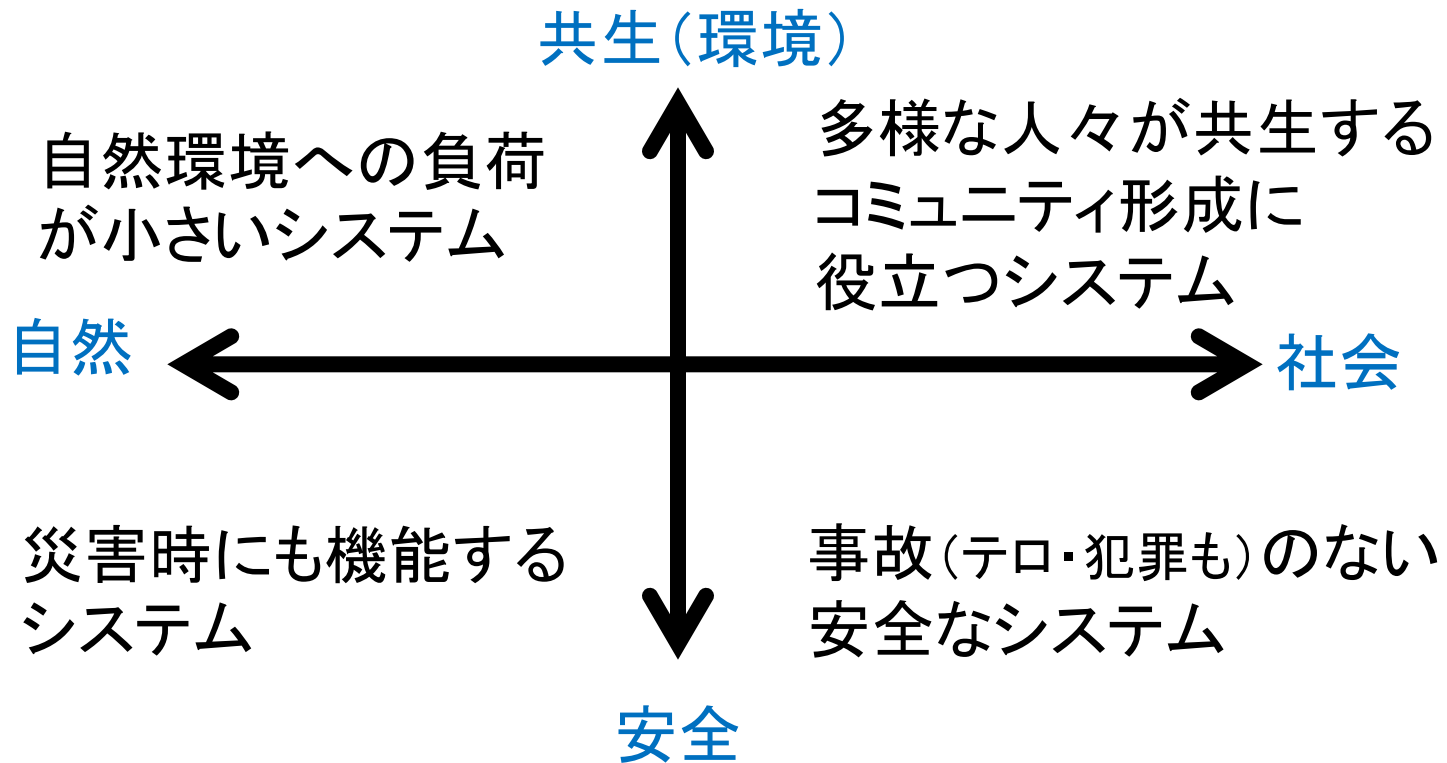 共生（環境）
自然環境への負荷
が小さいシステム
多様な人々が共生する
コミュニティ形成に
役立つシステム
自然
社会
災害時にも機能する
システム
事故（テロ・犯罪も）のない
安全なシステム
安全